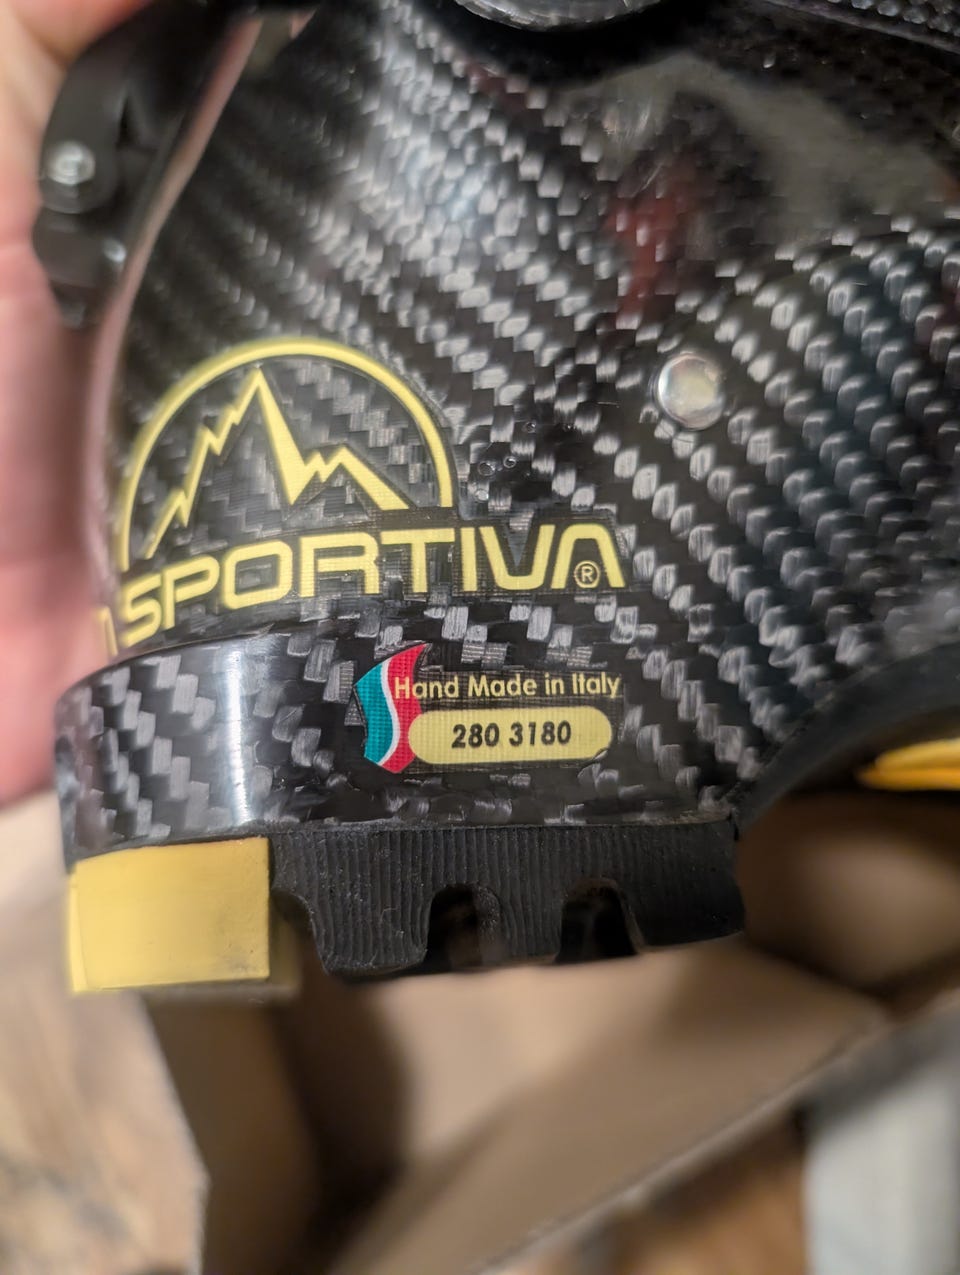 SPORTIVA ®
Hand Made in Italy
280 3180